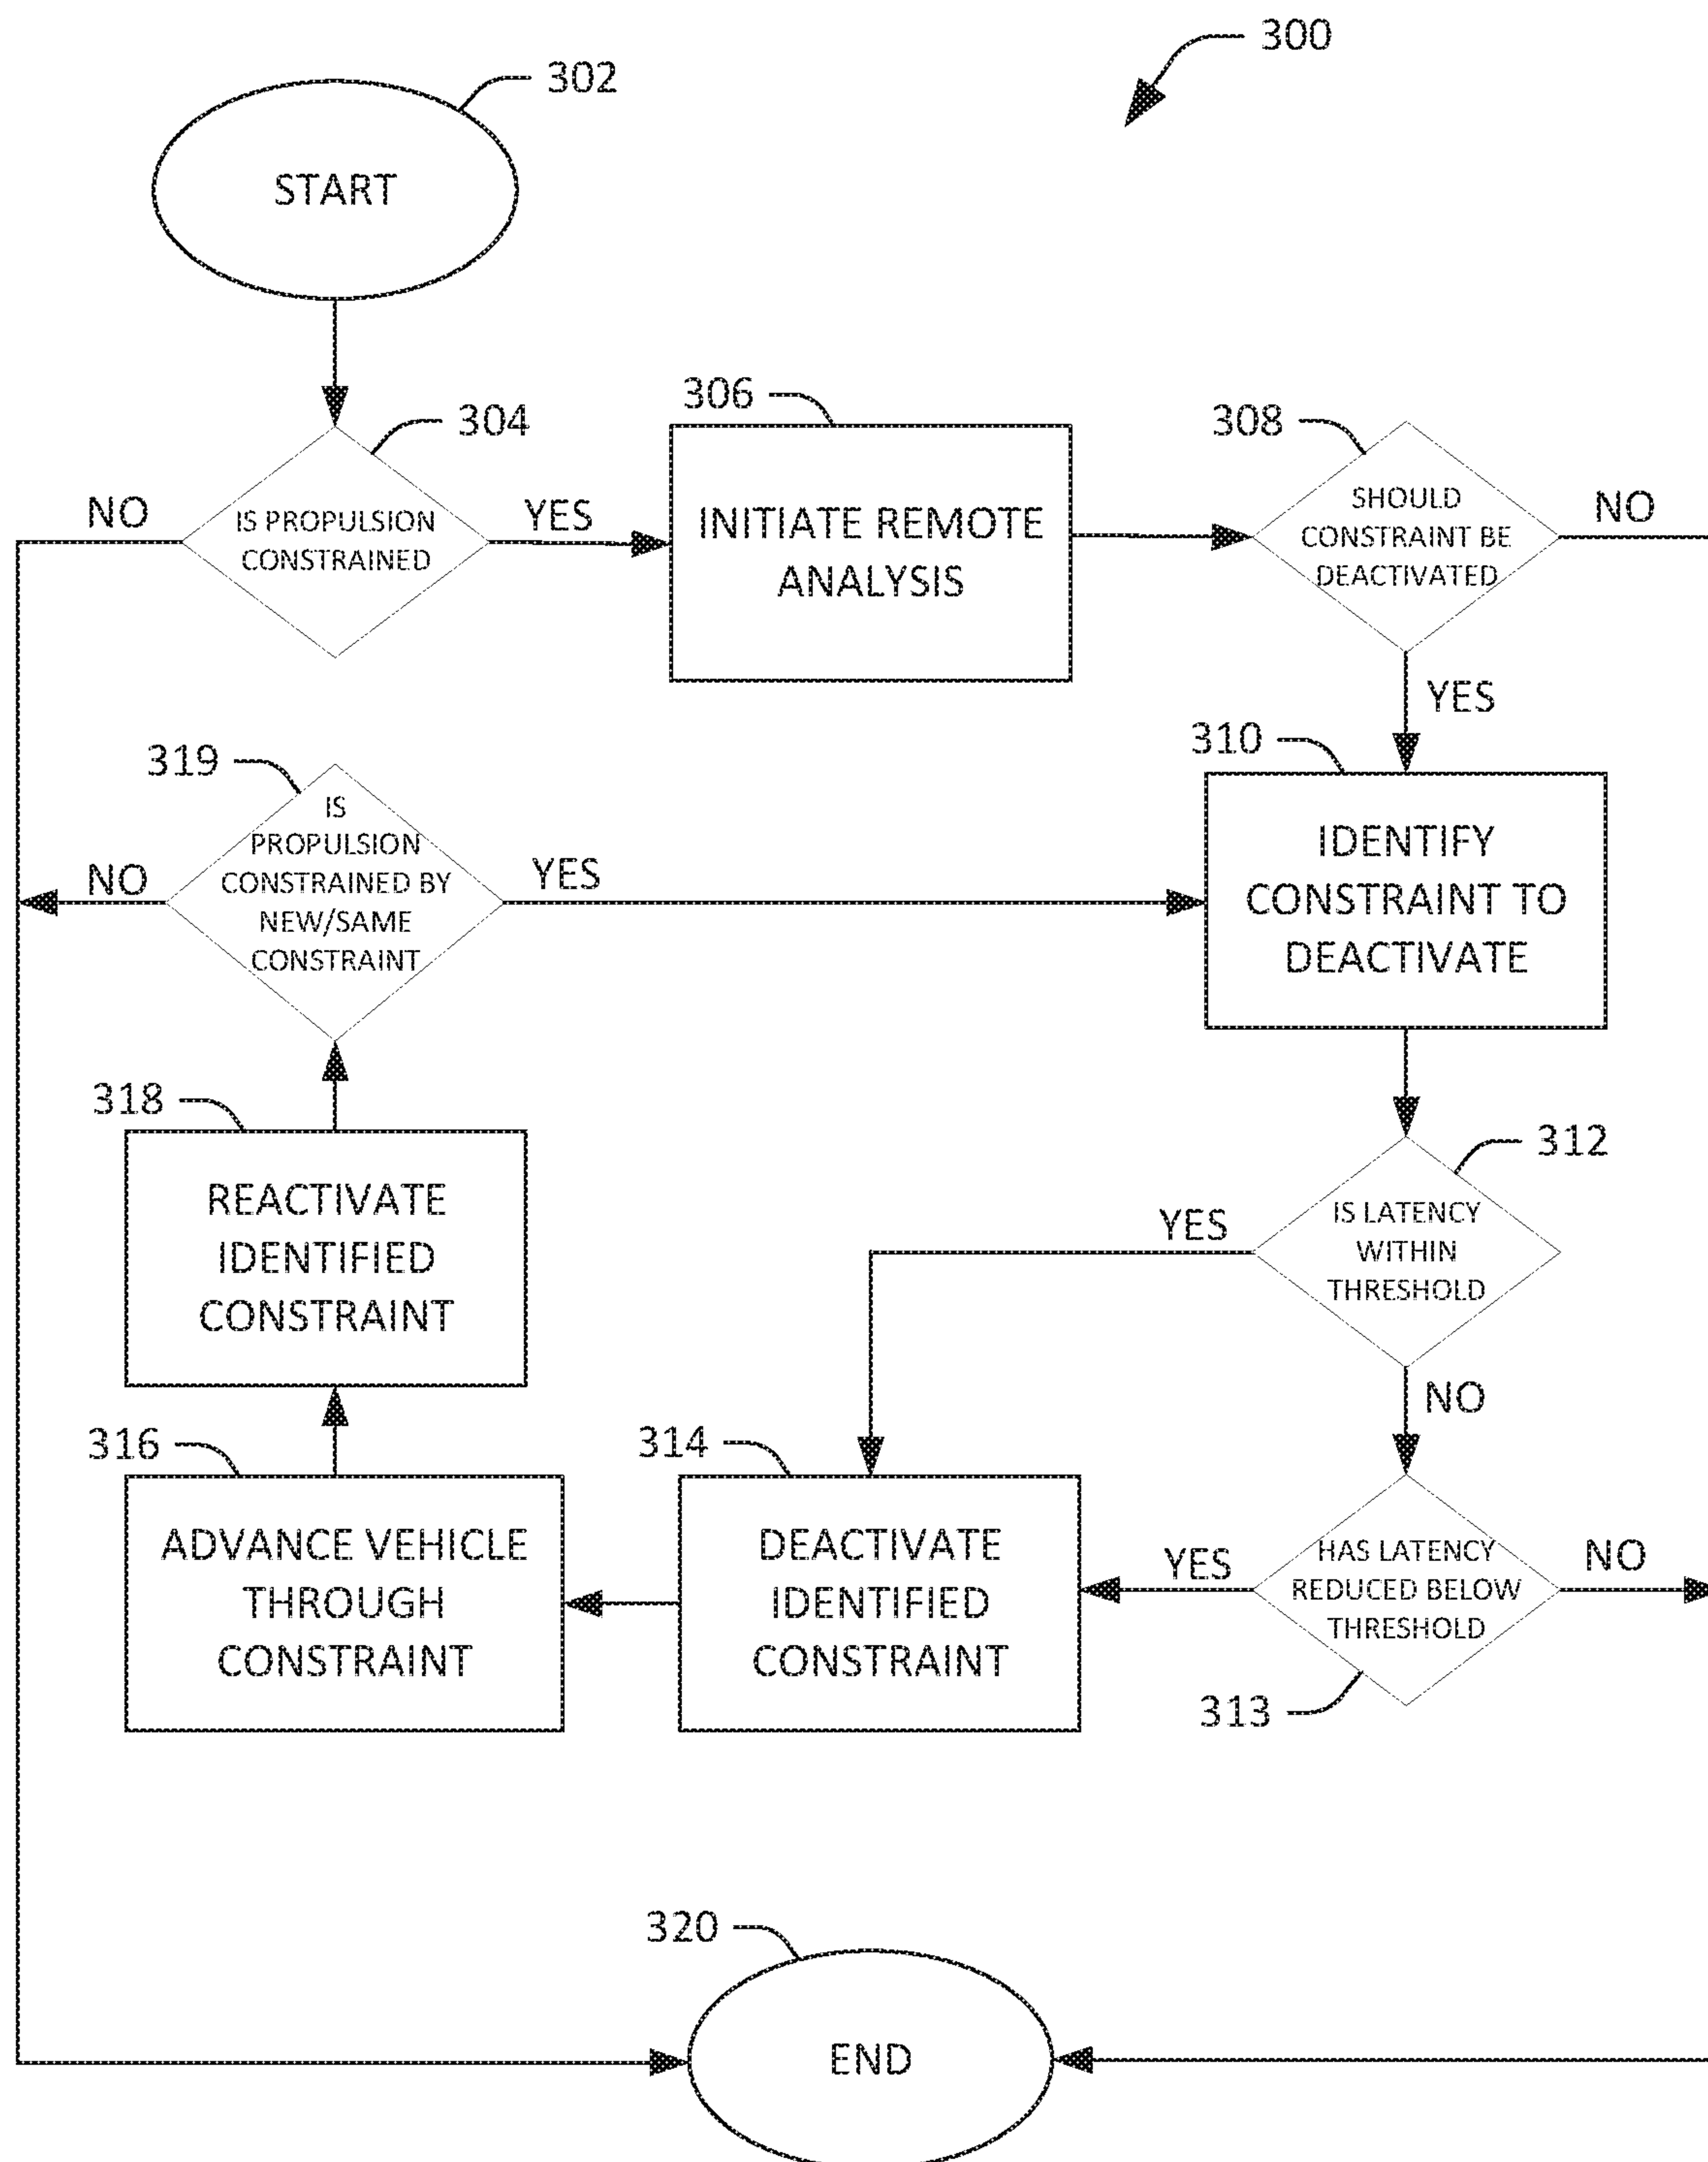 300
302
START
304
NO
IS PROPULSION
CONSTRAINED
YES
306
INITIATE REMOTE
ANALYSIS
308
SHOULD
CONSTRAINT BE
DEACTIVATED
NO
YES
310
IDENTIFY
CONSTRAINT TO
DEACTIVATE
319
IS
PROPULSION
CONSTRAINED BY
NEW/SAME
CONSTRAINT
NO
YES
312
IS LATENCY
WITHIN
THRESHOLD
YES
NO
318
REACTIVATE
IDENTIFIED
CONSTRAINT
316
ADVANCE VEHICLE
THROUGH
CONSTRAINT
314
DEACTIVATE
IDENTIFIED
CONSTRAINT
YES
HAS LATENCY
REDUCED BELOW
THRESHOLD
NO
313
320
END